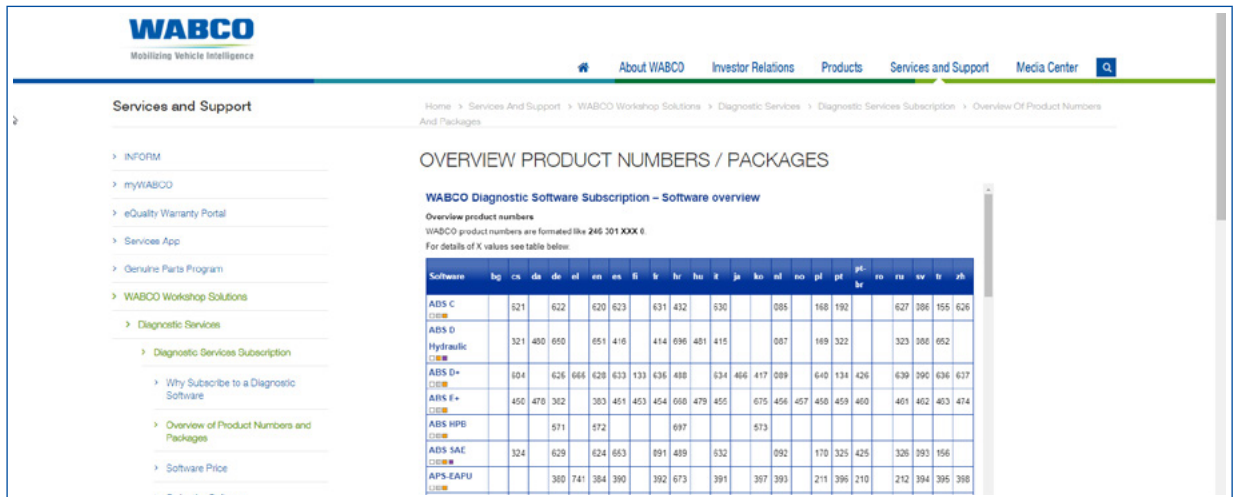 WABCO
Mobilizing Vehicle Intelligence
About WABCO Investor Relations Products Services and Support Media Center
Services and Support
Home > Services And Support > WABCO Workshop Solutions > Diagnostic Services > Diagnostic Services Subscription > Overview Of Product Numbers
And Packages
> INFORM
> myWABCO
> eQuality Warranty Portal
> Services App
> Genuine Parts Program
> WABCO Workshop Solutions
> Diagnostic Services
> Diagnostic Services Subscription
> Why Subscribe to a Diagnostic
Software
> Overview of Product Numbers and
Packages
> Software Price
OVERVIEW PRODUCT NUMBERS / PACKAGES
WABCO Diagnostic Software Subscription – Software overview
Overview product numbers
WABCO product numbers are formated like 246 301 XXX 0.
For details of X values see table below:
Software bg cs da de el en es fi fr hr hu it ja ko nl no pl pt pt-br ro ru sv tr zh
ABS C 521 622 620 623 631 432 630 085 168 192 627 386 155 626
ABS D
Hydraulic 321 480 650 651 416 414 696 481 415 087 169 322 323 388 652
ABS D+ 604 625 665 628 633 133 635 488 634 466 417 089 640 134 426 639 390 636 637
ABS E+ 450 478 382 383 451 453 454 668 479 455 675 456 457 458 459 460 461 462 463 474
ABS HPB 571 572 697 573
ABS SAE 324 629 624 653 091 489 632 092 170 325 425 326 393 156
APS-EAPU 380 741 384 390 392 673 391 397 393 211 396 210 212 394 395 398